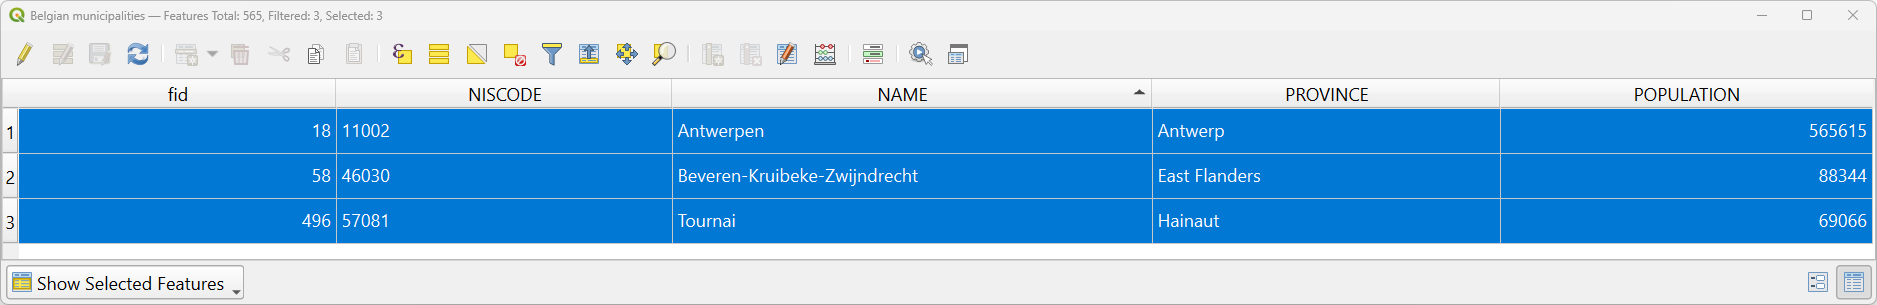 Belgian municipalities — Features Total: 565, Filtered: 3, Selected: 3
fid NISCODE NAME PROVINCE POPULATION
1 18 11002 Antwerpen Antwerp 565615
2 58 46030 Beveren-Kruibeke-Zwijndrecht East Flanders 88344
3 496 57081 Tournai Hainaut 69066
Show Selected Features